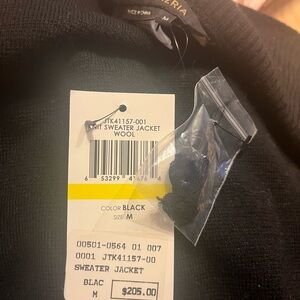 M
JTK41157-001
KNIT SWEATER JACKET
WOOL
COLOR BLACK
SIZE M
00501-0564 01 007
0001 JTK41157-00
SWEATER JACKET
BLAC
M $205.00